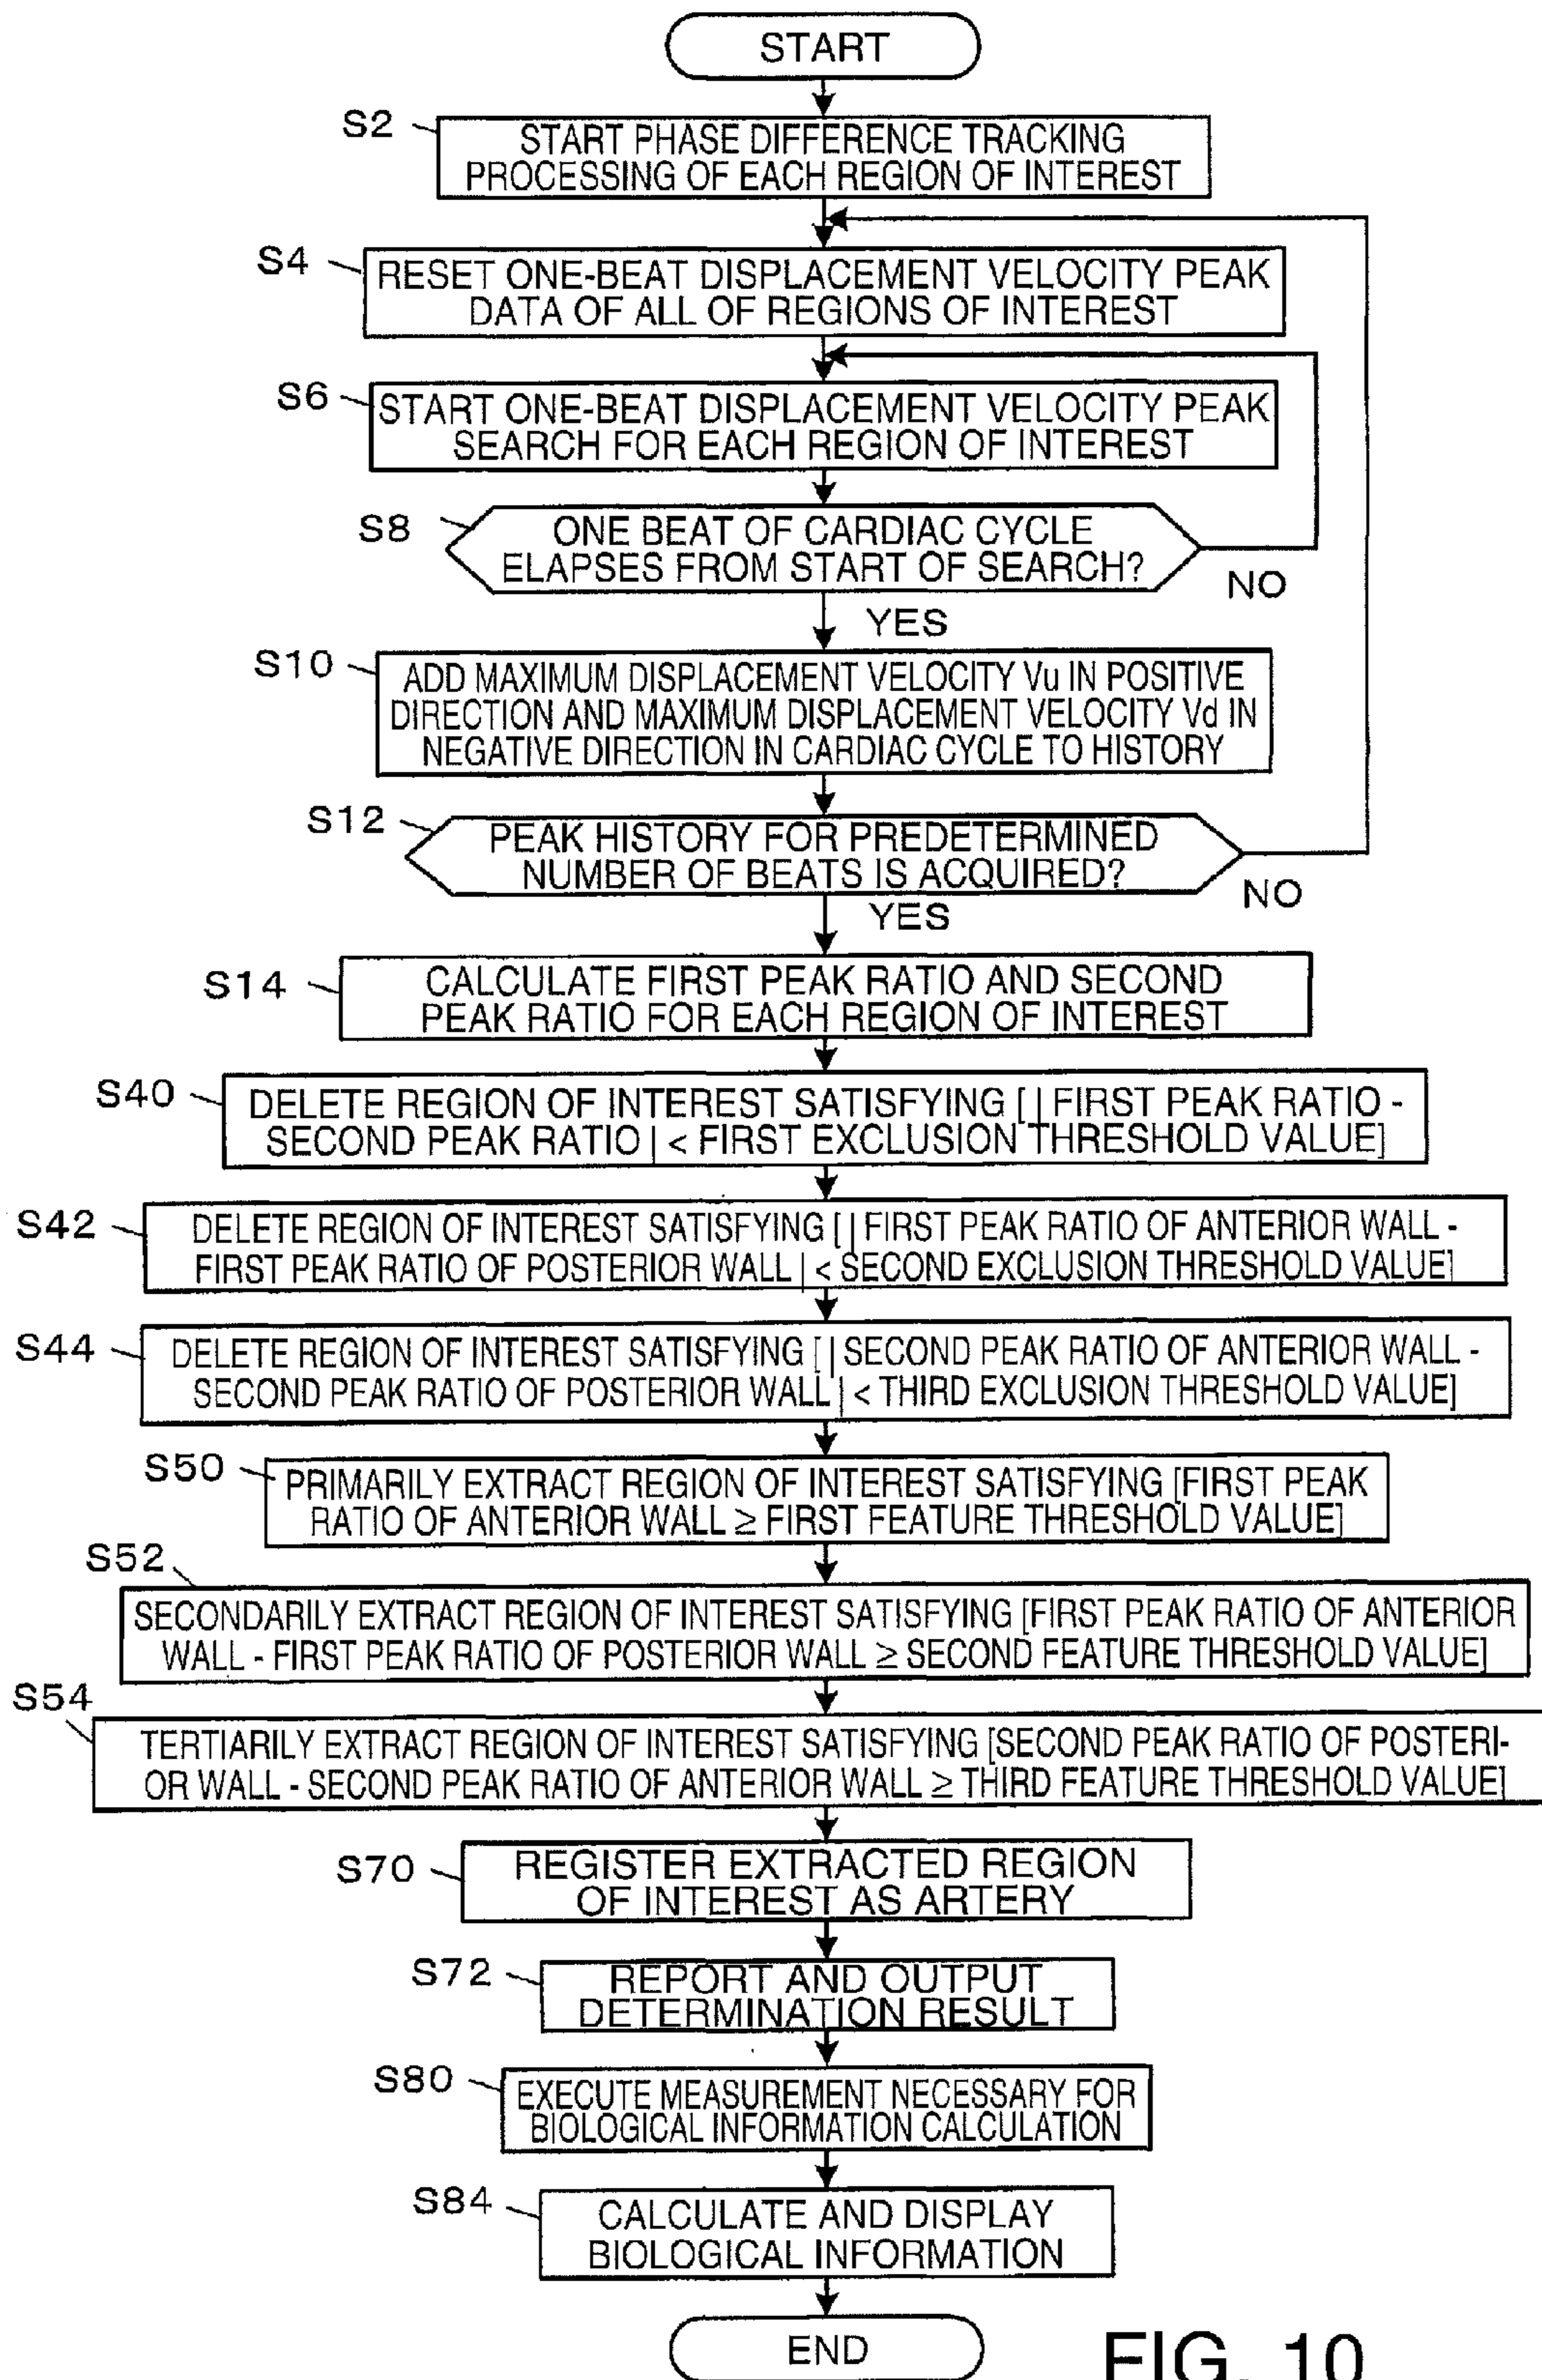 START
S2
START PHASE DIFFERENCE TRACKING
PROCESSING OF EACH REGION OF INTEREST
S4
RESET ONE-BEAT DISPLACEMENT VELOCITY PEAK
DATA OF ALL OF REGIONS OF INTEREST
S6
START ONE-BEAT DISPLACEMENT VELOCITY PEAK
SEARCH FOR EACH REGION OF INTEREST
S8
ONE BEAT OF CARDIAC CYCLE
ELAPSES FROM START OF SEARCH?
NO
YES
S10
ADD MAXIMUM DISPLACEMENT VELOCITY Vu IN POSITIVE
DIRECTION AND MAXIMUM DISPLACEMENT VELOCITY Vd IN
NEGATIVE DIRECTION IN CARDIAC CYCLE TO HISTORY
S12
PEAK HISTORY FOR PREDETERMINED
NUMBER OF BEATS IS ACQUIRED?
NO
YES
S14
CALCULATE FIRST PEAK RATIO AND SECOND
PEAK RATIO FOR EACH REGION OF INTEREST
S40
DELETE REGION OF INTEREST SATISFYING [| FIRST PEAK RATIO -
SECOND PEAK RATIO | < FIRST EXCLUSION THRESHOLD VALUE]
S42
DELETE REGION OF INTEREST SATISFYING [| FIRST PEAK RATIO OF ANTERIOR WALL -
FIRST PEAK RATIO OF POSTERIOR WALL | < SECOND EXCLUSION THRESHOLD VALUE]
S44
DELETE REGION OF INTEREST SATISFYING [| SECOND PEAK RATIO OF ANTERIOR WALL -
SECOND PEAK RATIO OF POSTERIOR WALL | < THIRD EXCLUSION THRESHOLD VALUE]
S50
PRIMARILY EXTRACT REGION OF INTEREST SATISFYING [FIRST PEAK
RATIO OF ANTERIOR WALL ≥ FIRST FEATURE THRESHOLD VALUE]
S52
SECONDARILY EXTRACT REGION OF INTEREST SATISFYING [FIRST PEAK RATIO OF ANTERIOR
WALL - FIRST PEAK RATIO OF POSTERIOR WALL ≥ SECOND FEATURE THRESHOLD VALUE]
S54
TERTIARILY EXTRACT REGION OF INTEREST SATISFYING [SECOND PEAK RATIO OF POSTERI-
OR WALL - SECOND PEAK RATIO OF ANTERIOR WALL ≥ THIRD FEATURE THRESHOLD VALUE]
S70
REGISTER EXTRACTED REGION
OF INTEREST AS ARTERY
S72
REPORT AND OUTPUT
DETERMINATION RESULT
S80
EXECUTE MEASUREMENT NECESSARY FOR
BIOLOGICAL INFORMATION CALCULATION
S84
CALCULATE AND DISPLAY
BIOLOGICAL INFORMATION
END
FIG. 10